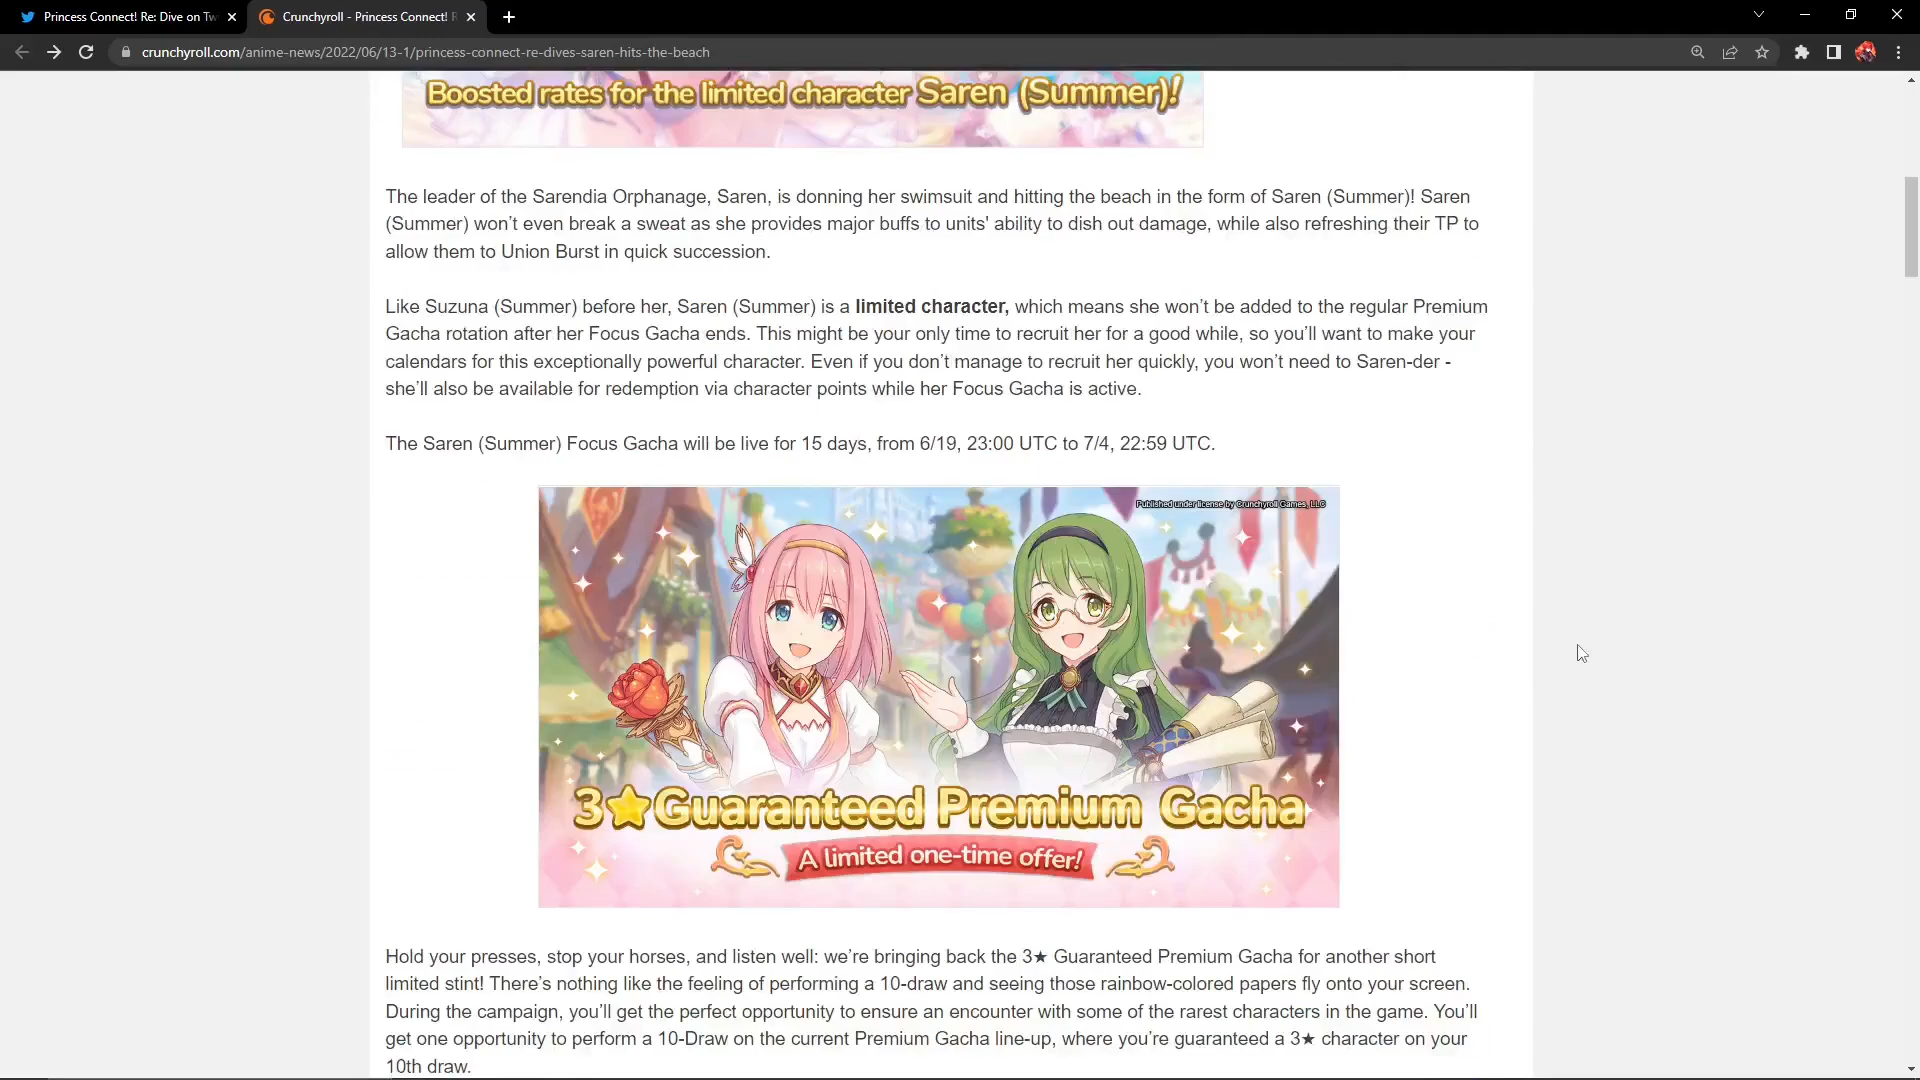 Princess Connect! Re: Dive on Tw
Crunchyroll - Princess Connect! R
crunchyroll.com/anime-news/2022/06/13-1/princess-connect-re-dives-saren-hits-the-beach
Boosted rates for the limited character Saren (Summer)!
The leader of the Sarendia Orphanage, Saren, is donning her swimsuit and hitting the beach in the form of Saren (Summer)! Saren
(Summer) won’t even break a sweat as she provides major buffs to units' ability to dish out damage, while also refreshing their TP to
allow them to Union Burst in quick succession.
Like Suzuna (Summer) before her, Saren (Summer) is a limited character, which means she won’t be added to the regular Premium
Gacha rotation after her Focus Gacha ends. This might be your only time to recruit her for a good while, so you’ll want to make your
calendars for this exceptionally powerful character. Even if you don’t manage to recruit her quickly, you won’t need to Saren-der -
she’ll also be available for redemption via character points while her Focus Gacha is active.
The Saren (Summer) Focus Gacha will be live for 15 days, from 6/19, 23:00 UTC to 7/4, 22:59 UTC.
Published under license by Crunchyroll Games, LLC
3★Guaranteed Premium Gacha
A limited one-time offer!
Hold your presses, stop your horses, and listen well: we’re bringing back the 3★ Guaranteed Premium Gacha for another short
limited stint! There’s nothing like the feeling of performing a 10-draw and seeing those rainbow-colored papers fly onto your screen.
During the campaign, you’ll get the perfect opportunity to ensure an encounter with some of the rarest characters in the game. You’ll
get one opportunity to perform a 10-Draw on the current Premium Gacha line-up, where you’re guaranteed a 3★ character on your
10th draw.